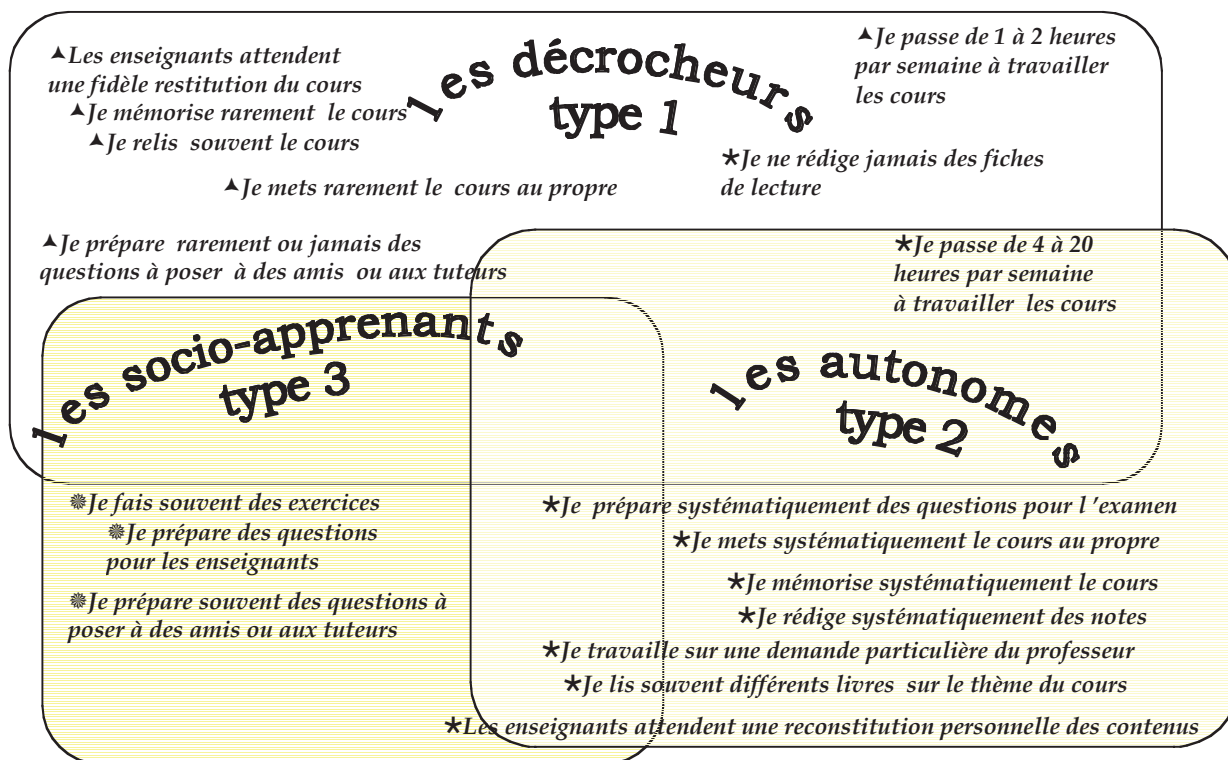 ▲Les enseignants attendent
une fidèle restitution du cours
▲Je mémorise rarement le cours
▲Je relis souvent le cours
les décrocheurs
type 1
▲Je passe de 1 à 2 heures
par semaine à travailler
les cours
★Je ne rédige jamais des fiches
de lecture
▲Je mets rarement le cours au propre
▲Je prépare rarement ou jamais des
questions à poser à des amis ou aux tuteurs
★Je passe de 4 à 20
heures par semaine
à travailler les cours
les socio-apprenants
type 3
les autonomes
type 2
✺Je fais souvent des exercices
✺Je prépare des questions
pour les enseignants
✺Je prépare souvent des questions à
poser à des amis ou aux tuteurs
★Je prépare systématiquement des questions pour l ’examen
★Je mets systématiquement le cours au propre
★Je mémorise systématiquement le cours
★Je rédige systématiquement des notes
★Je travaille sur une demande particulière du professeur
★Je lis souvent différents livres sur le thème du cours
★Les enseignants attendent une reconstitution personnelle des contenus